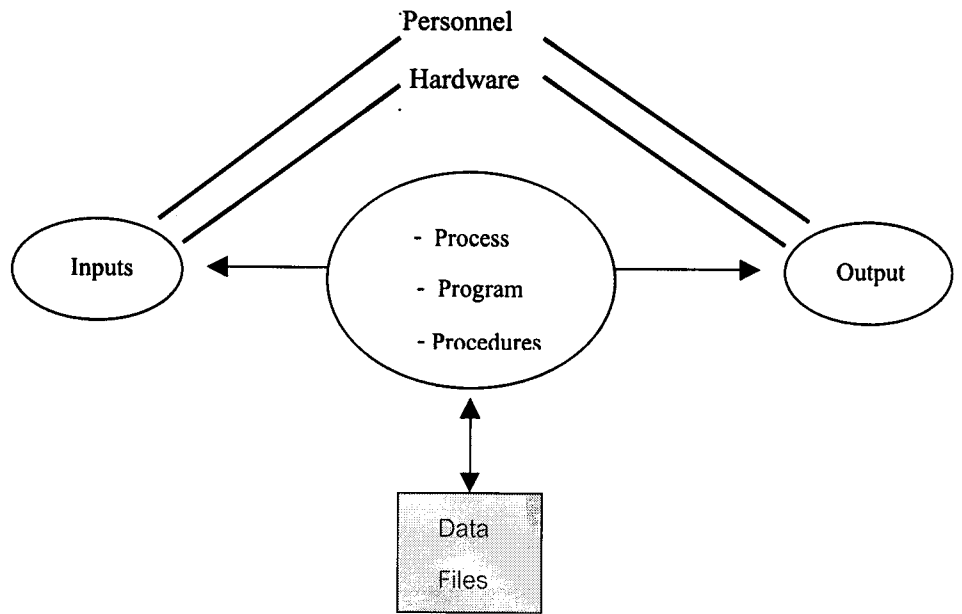 Personnel
Hardware
- Process
- Program
- Procedures
Inputs
Output
Data
Files